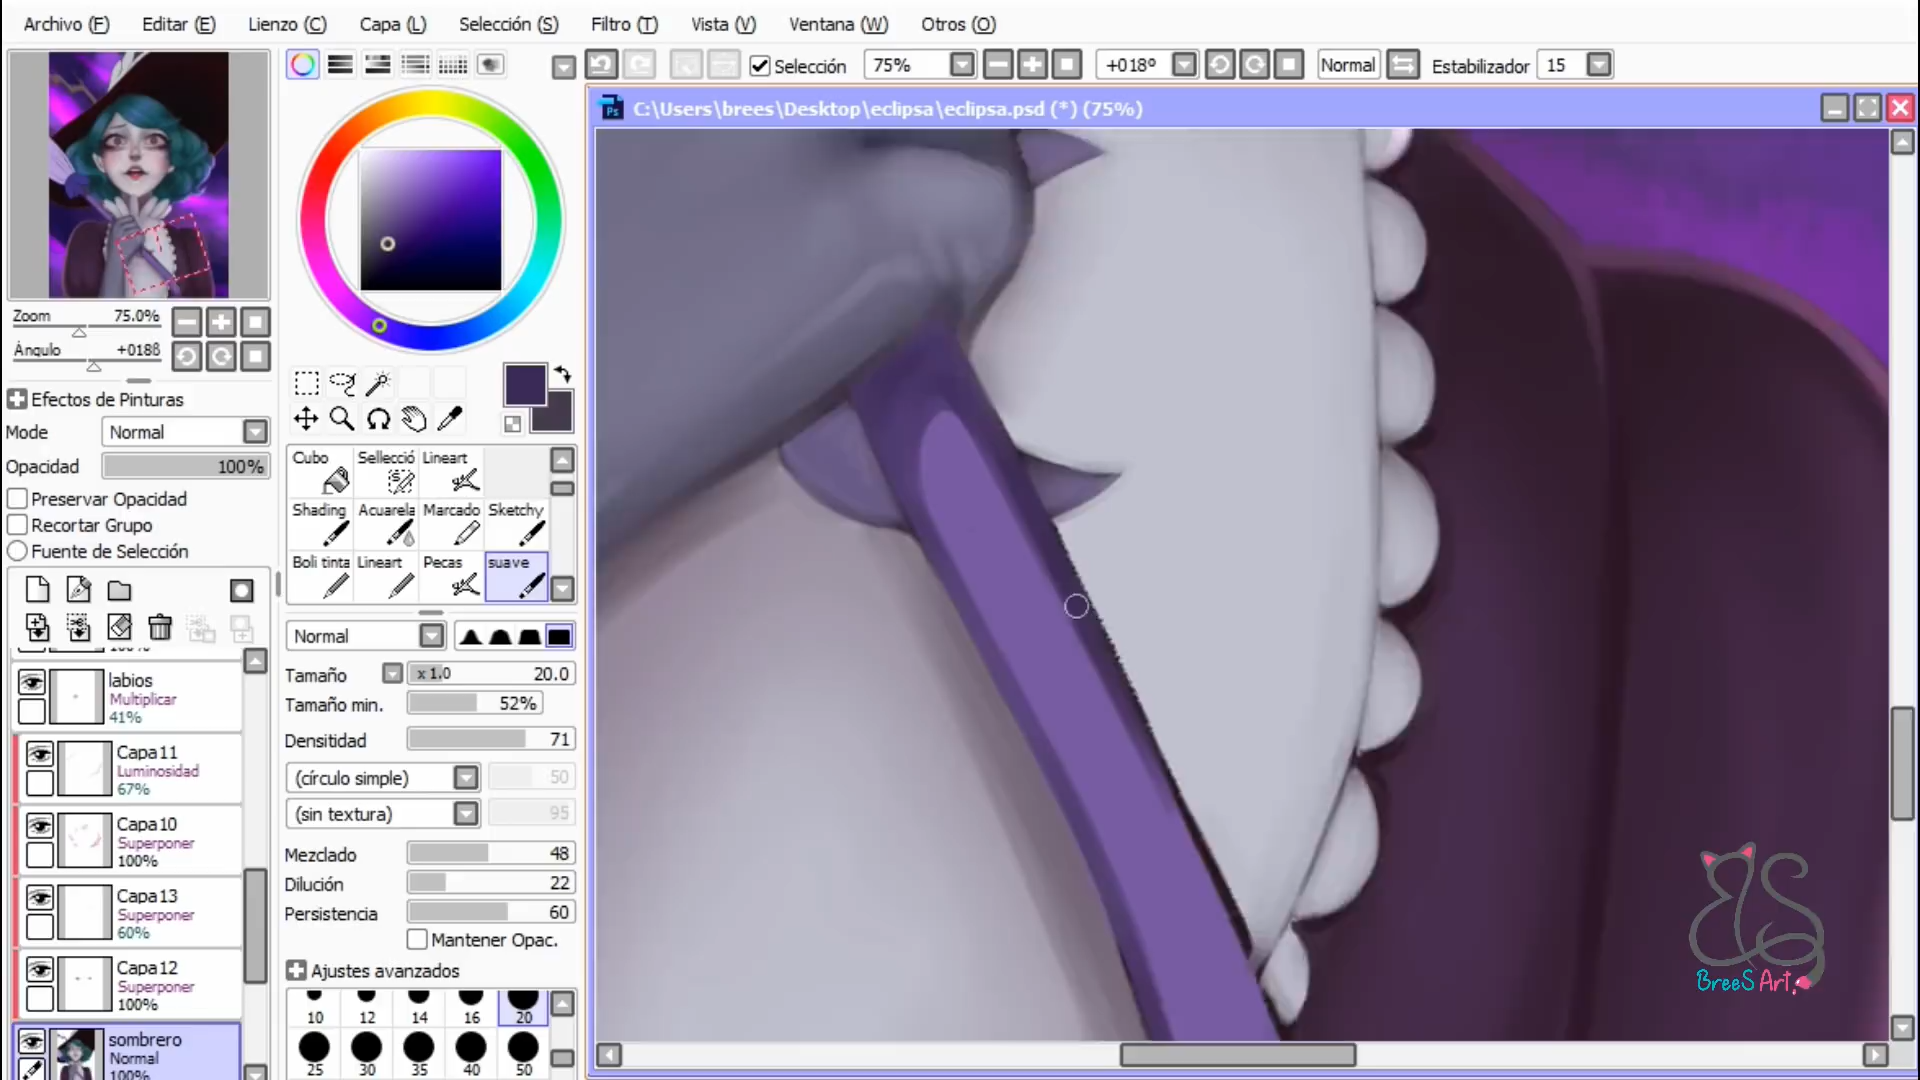 Archivo (F) Editar (E) Lienzo (C) Capa (L) Selección (S) Filtro (T) Vista (V) Ventana (W) Otros (O)
Selección 75% +018º Normal Estabilizador 15
C:\Users\brees\Desktop\eclipsa\eclipsa.psd (*) (75%)
Zoom 75.0%
Ángulo +018ß
Efectos de Pinturas
Mode Normal
Opacidad 100%
Preservar Opacidad
Recortar Grupo
Fuente de Selección
labios
Multiplicar
41%
Capa11
Luminosidad
67%
Capa10
Superponer
100%
Capa13
Superponer
60%
Capa12
Superponer
100%
sombrero
Normal
100%
Cubo Sellecció Lineart
Shading Acuarela Marcado Sketchy
Boli tinta Lineart Pecas suave
Normal
Tamaño x 1.0 20.0
Tamaño min. 52%
Densitidad 71
(círculo simple) 50
(sin textura) 95
Mezclado 48
Dilución 22
Persistencia 60
Mantener Opac.
Ajustes avanzados
10 12 14 16 20
25 30 35 40 50
Ps
BreeS Art